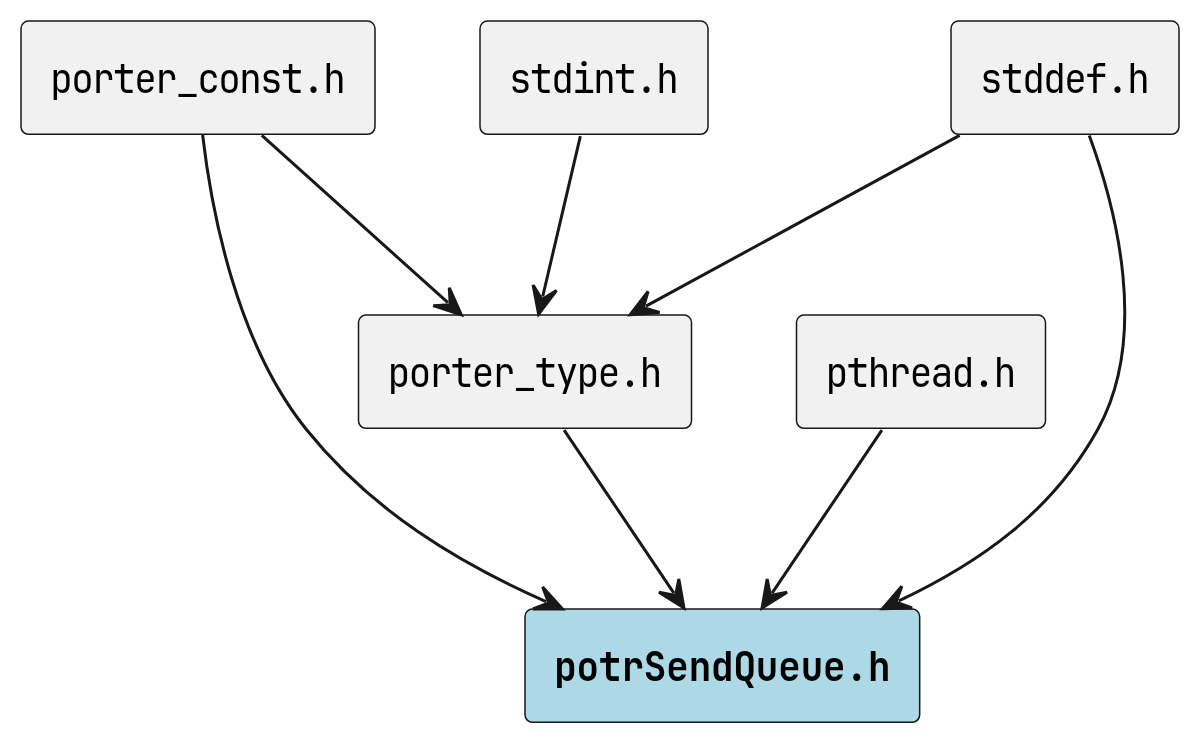 porter_const.h
stdint.h
stddef.h
porter_type.h
pthread.h
potrSendQueue.h